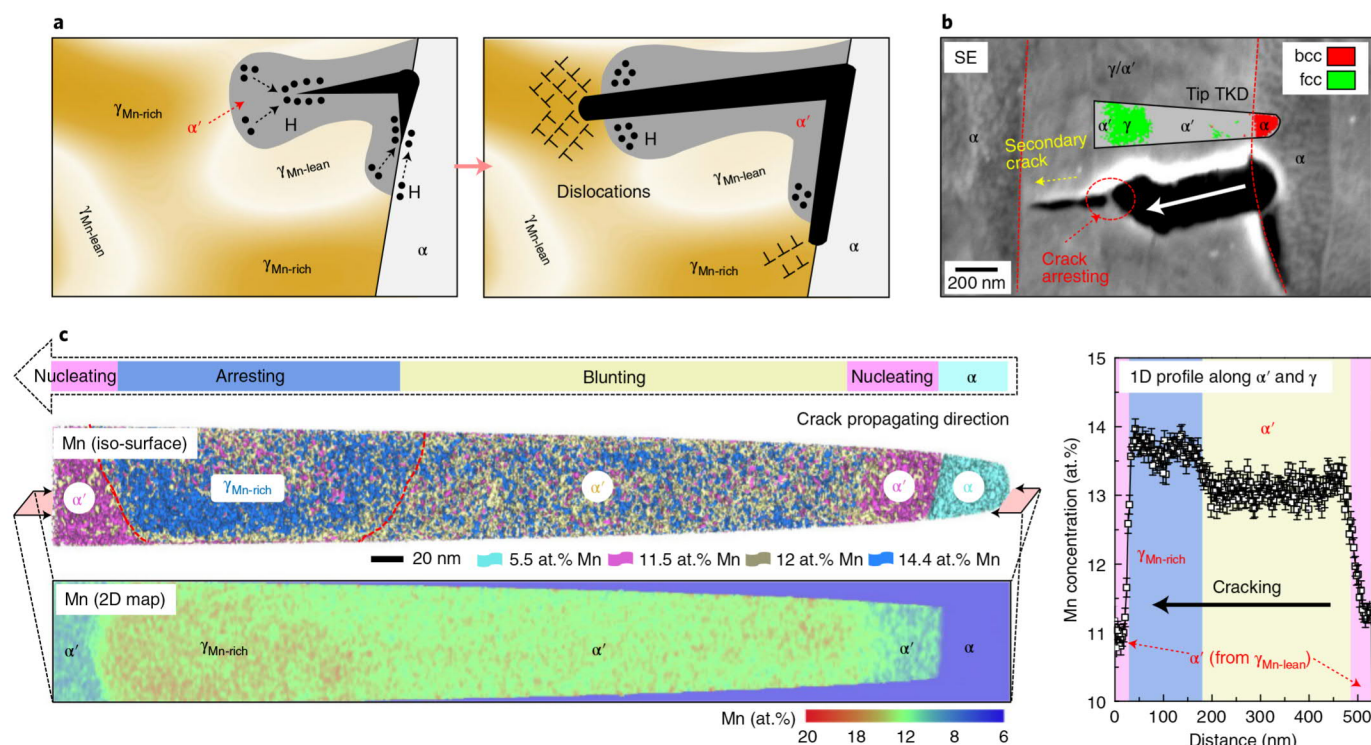 a
γMn-rich
α′
H
γMn-lean
H
γMn-lean
γMn-rich
α
α′
H
γMn-lean
Dislocations
γMn-lean
γMn-rich
α
b
SE
bcc
fcc
γ/α′
Tip TKD
α′
γ
α′
α
α
α
Secondary
crack
Crack
arresting
200 nm
c
Nucleating
Arresting
Blunting
Nucleating
α
Crack propagating direction
Mn (iso-surface)
α′
γMn-rich
α′
α′
α
20 nm
5.5 at.% Mn
11.5 at.% Mn
12 at.% Mn
14.4 at.% Mn
Mn (2D map)
α′
γMn-rich
α′
α′
α
Mn (at.%)
20
18
12
8
6
1D profile along α′ and γ
α′
γMn-rich
Cracking
α′ (from γMn-lean)
Mn concentration (at.%)
15
14
13
12
11
10
0
100
200
300
400
500
Distance (nm)